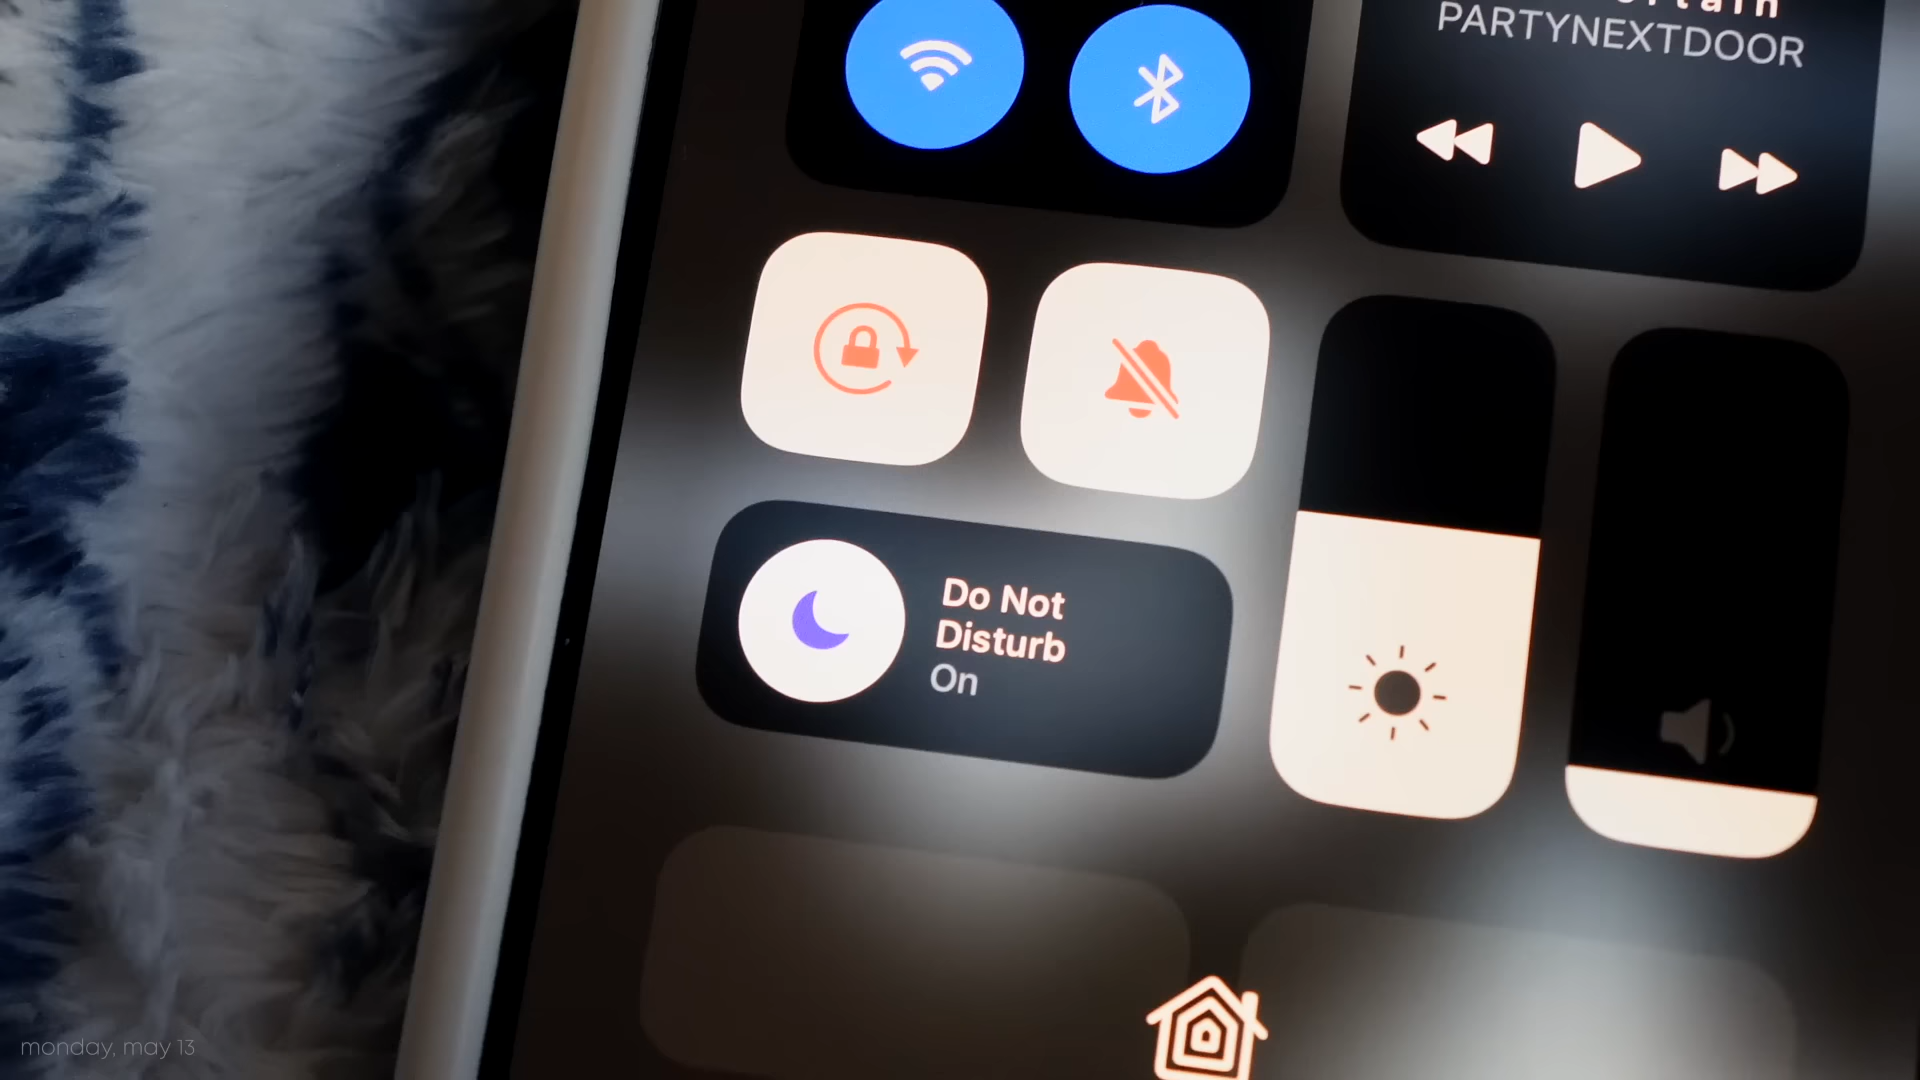 PARTYNEXTDOOR
Do Not
Disturb
On
monday, may 13